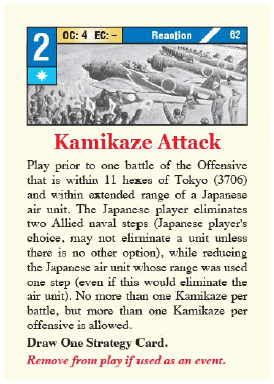 2 OC: 4 EC: – Reaction 62
Kamikaze Attack
Play prior to one battle of the Offensive
that is within 11 hexes of Tokyo (3706)
and within extended range of a Japanese
air unit. The Japanese player eliminates
two Allied naval steps (Japanese player's
choice, may not eliminate a unit unless
there is no other option), while reducing
the Japanese air unit whose range was used
one step (even if this would eliminate the
air unit). No more than one Kamikaze per
battle, but more than one Kamikaze per
offensive is allowed.
Draw One Strategy Card.
Remove from play if used as an event.